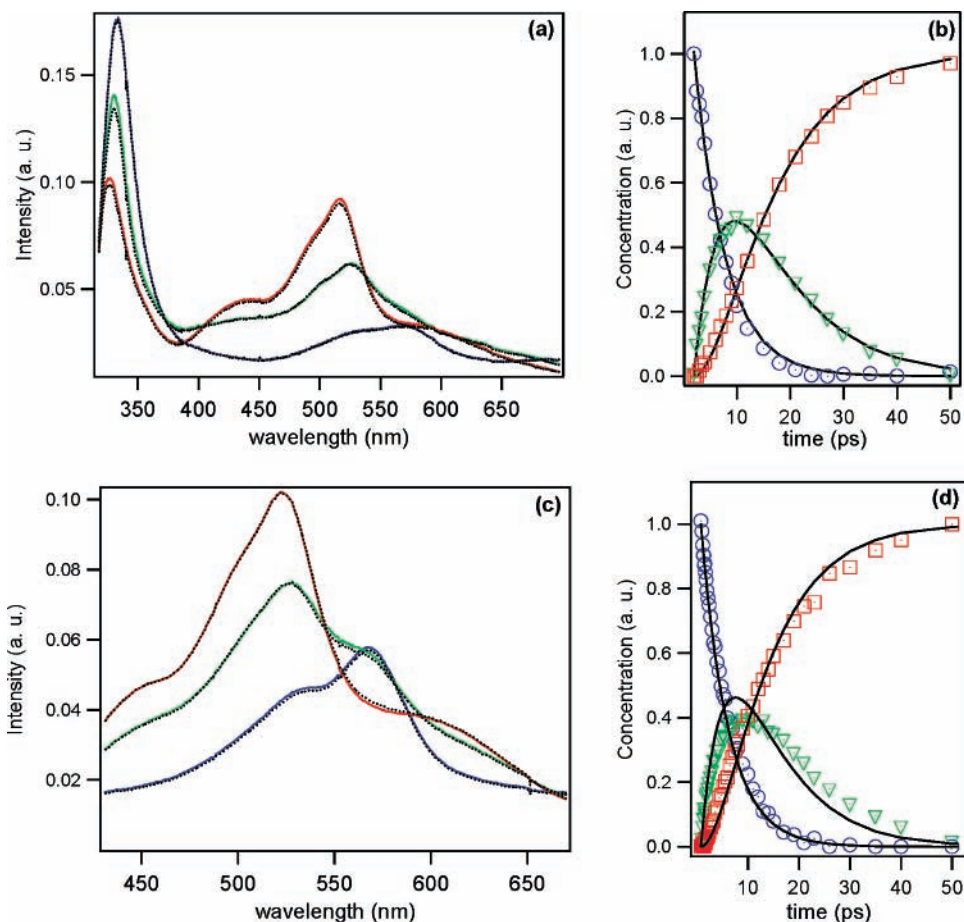 (a)
Intensity (a. u.)
0.15
0.10
0.05
350 400 450 500 550 600 650
wavelength (nm)
(b)
Concentration (a. u.)
1.0
0.8
0.6
0.4
0.2
0.0
10 20 30 40 50
time (ps)
(c)
Intensity (a. u.)
0.10
0.08
0.06
0.04
0.02
450 500 550 600 650
wavelength (nm)
(d)
Concentration (a. u.)
1.0
0.8
0.6
0.4
0.2
0.0
10 20 30 40 50
time (ps)